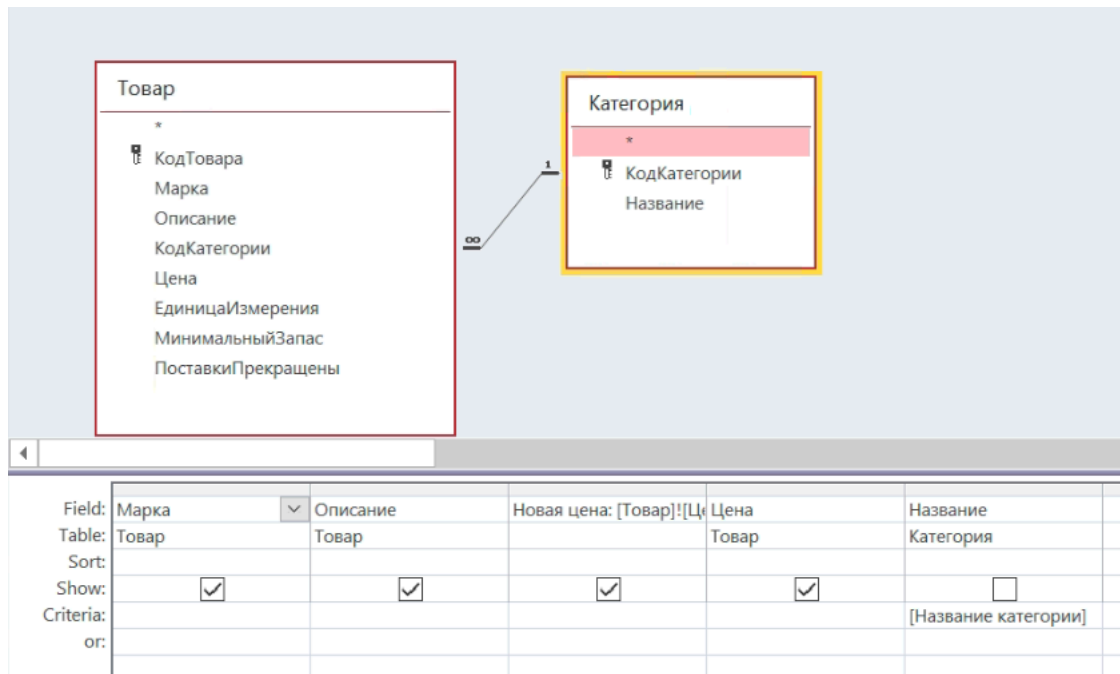 Товар
*
КодТовара
Марка
Описание
КодКатегории
Цена
ЕдиницаИзмерения
МинимальныйЗапас
ПоставкиПрекращены
Категория
*
КодКатегории
Название
1
∞
Field: Марка Описание Новая цена: [Товар]![Це Цена Название
Table: Товар Товар Товар Категория
Sort:
Show:
Criteria: [Название категории]
or: